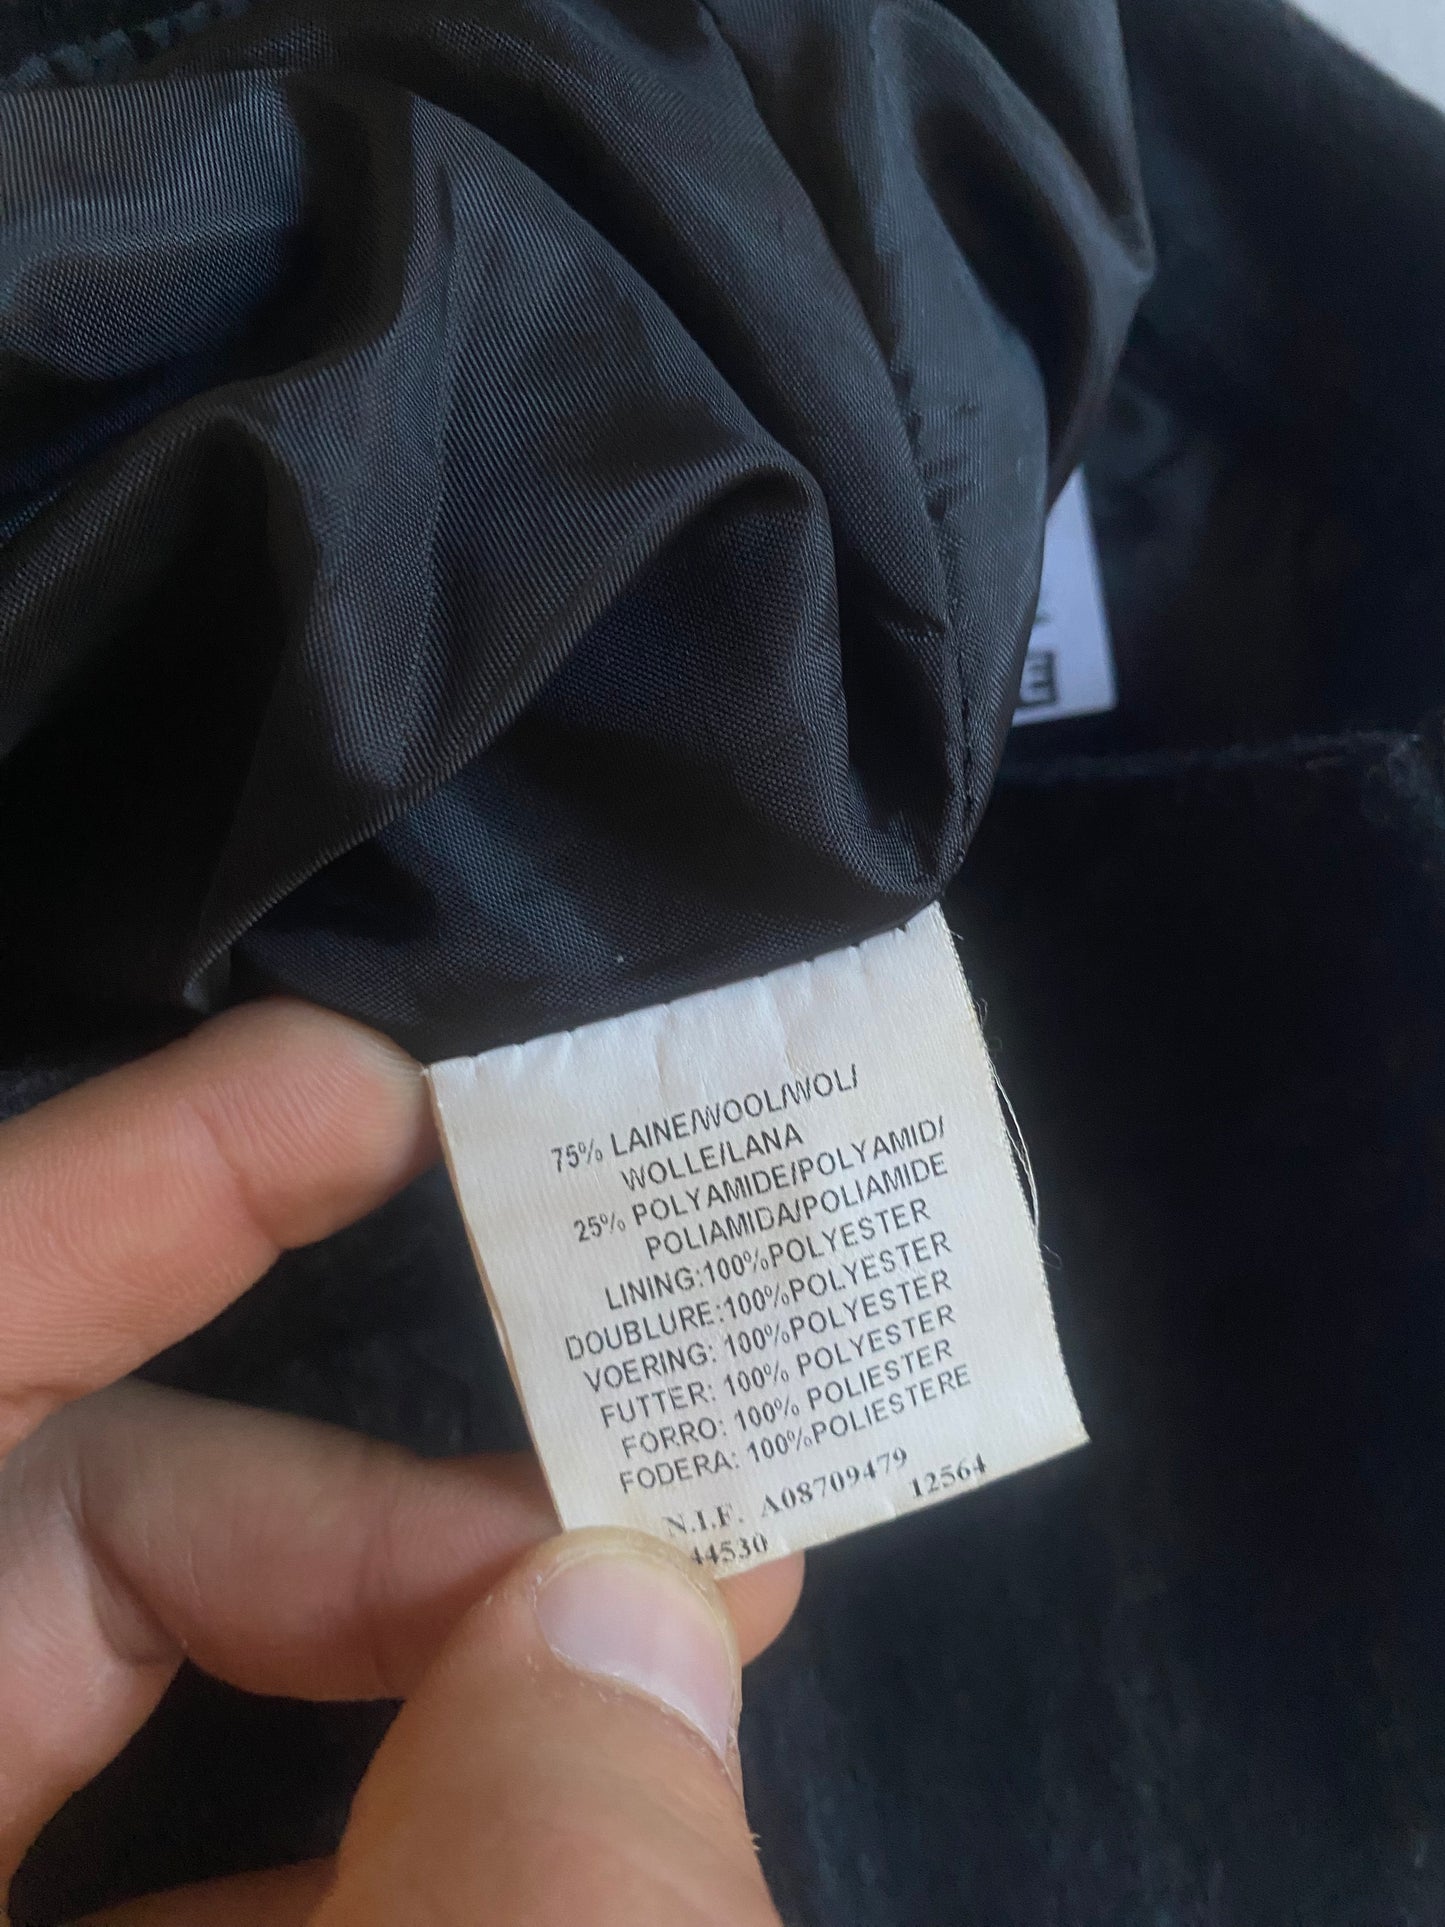 75% LAINE/WOOL/WOL/
WOLLE/LANA
25% POLYAMIDE/POLYAMID/
POLIAMIDA/POLIAMIDE
LINING:100%POLYESTER
DOUBLURE:100%POLYESTER
VOERING: 100%POLYESTER
FUTTER: 100% POLYESTER
FORRO: 100% POLIESTER
FODERA: 100%POLIESTERE
N.I.F. A08709479
44530 12564